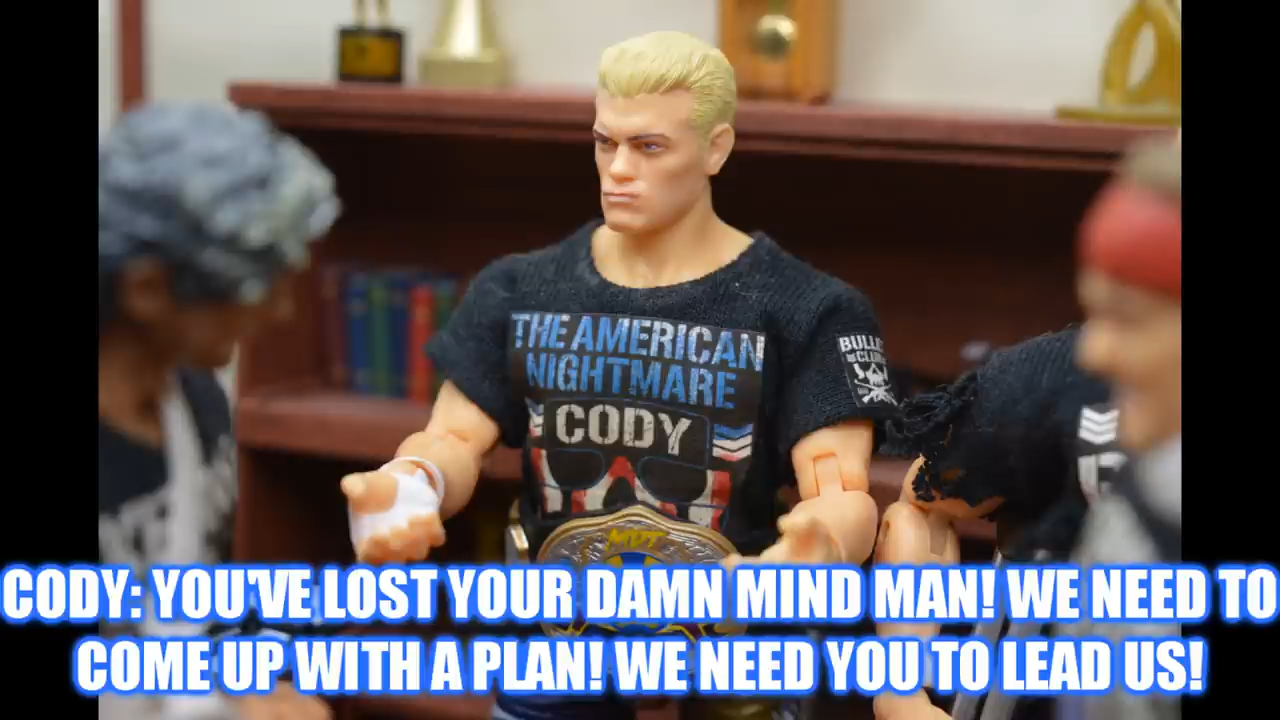 THE AMERICAN
NIGHTMARE
CODY
BULLET
CLUB
CODY: YOU'VE LOST YOUR DAMN MIND MAN! WE NEED TO
COME UP WITH A PLAN! WE NEED YOU TO LEAD US!